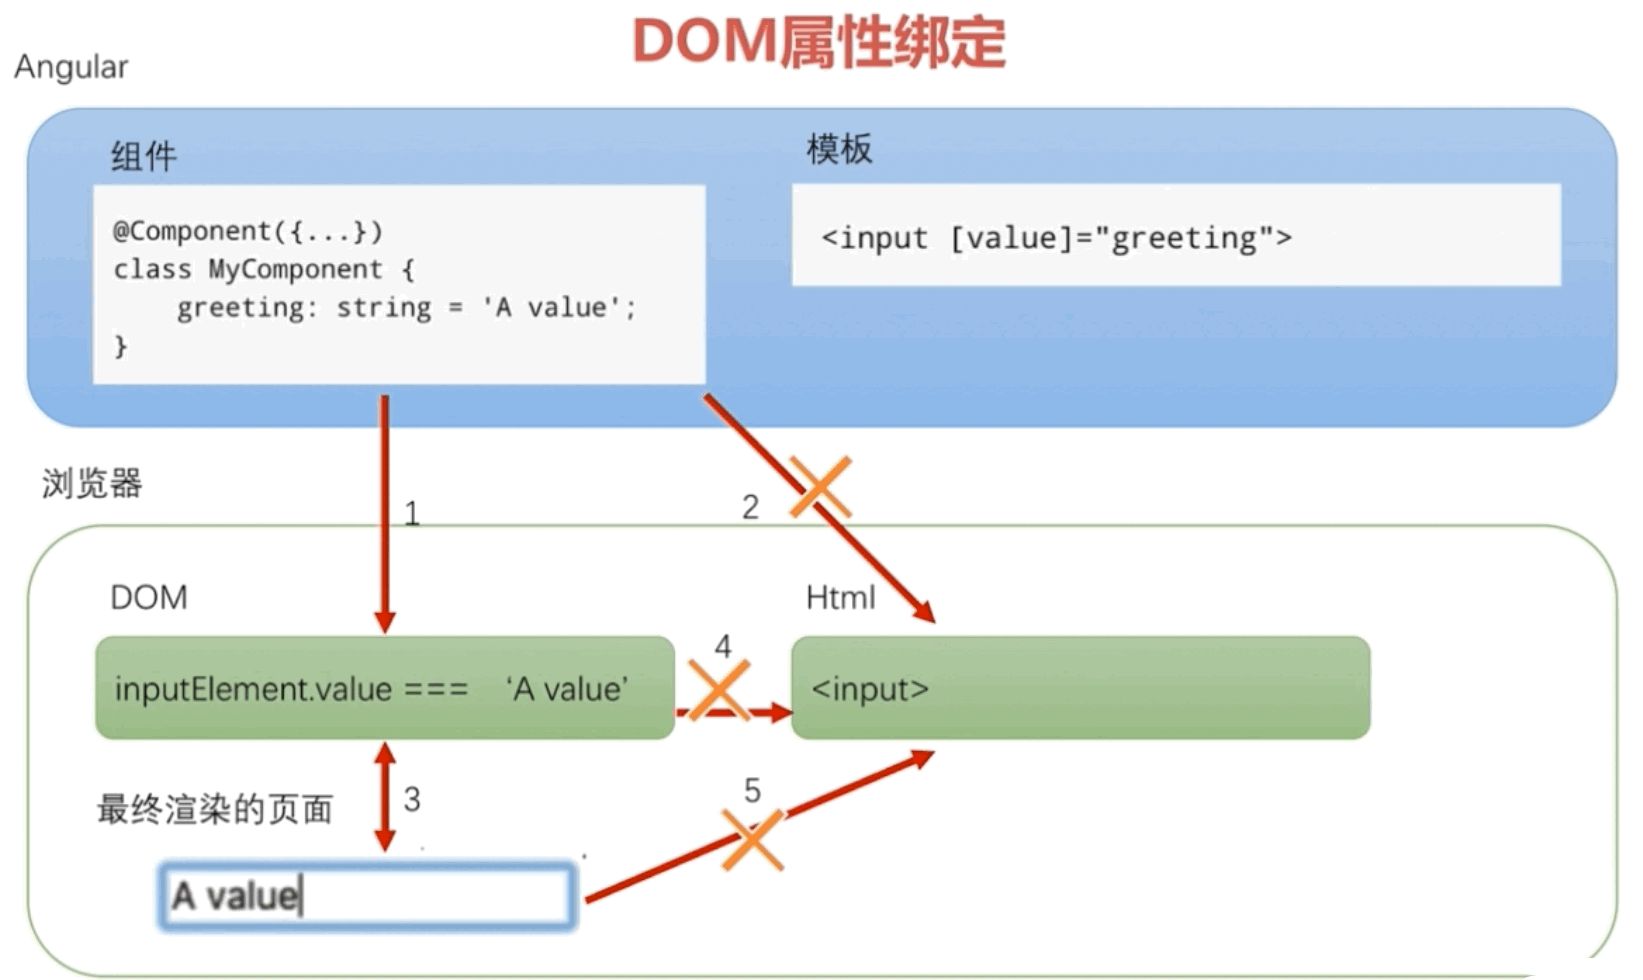 DOM属性绑定
Angular
组件
@Component({...})
class MyComponent {
    greeting: string = 'A value';
}
模板
<input [value]="greeting">
浏览器
1
2
DOM
inputElement.value === ‘A value’
4
Html
<input>
3
5
最终渲染的页面
A value